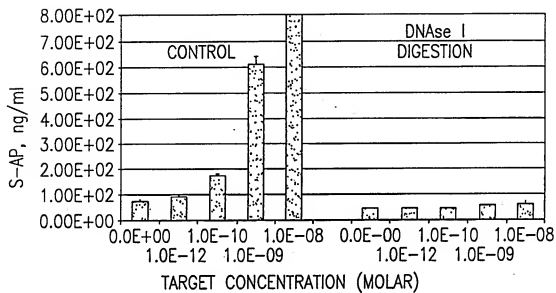 8.00E+02
7.00E+02
6.00E+02
5.00E+02
4.00E+02
3.00E+02
2.00E+02
1.00E+02
0.00E+00
S-AP, ng/ml
CONTROL
DNAse I
DIGESTION
0.0E+00 1.0E-10 1.0E-08 0.0E-00 1.0E-10 1.0E-08
1.0E-12 1.0E-09 1.0E-12 1.0E-09
TARGET CONCENTRATION (MOLAR)